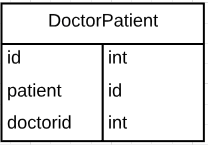 DoctorPatient
id int
patient id
doctorid int